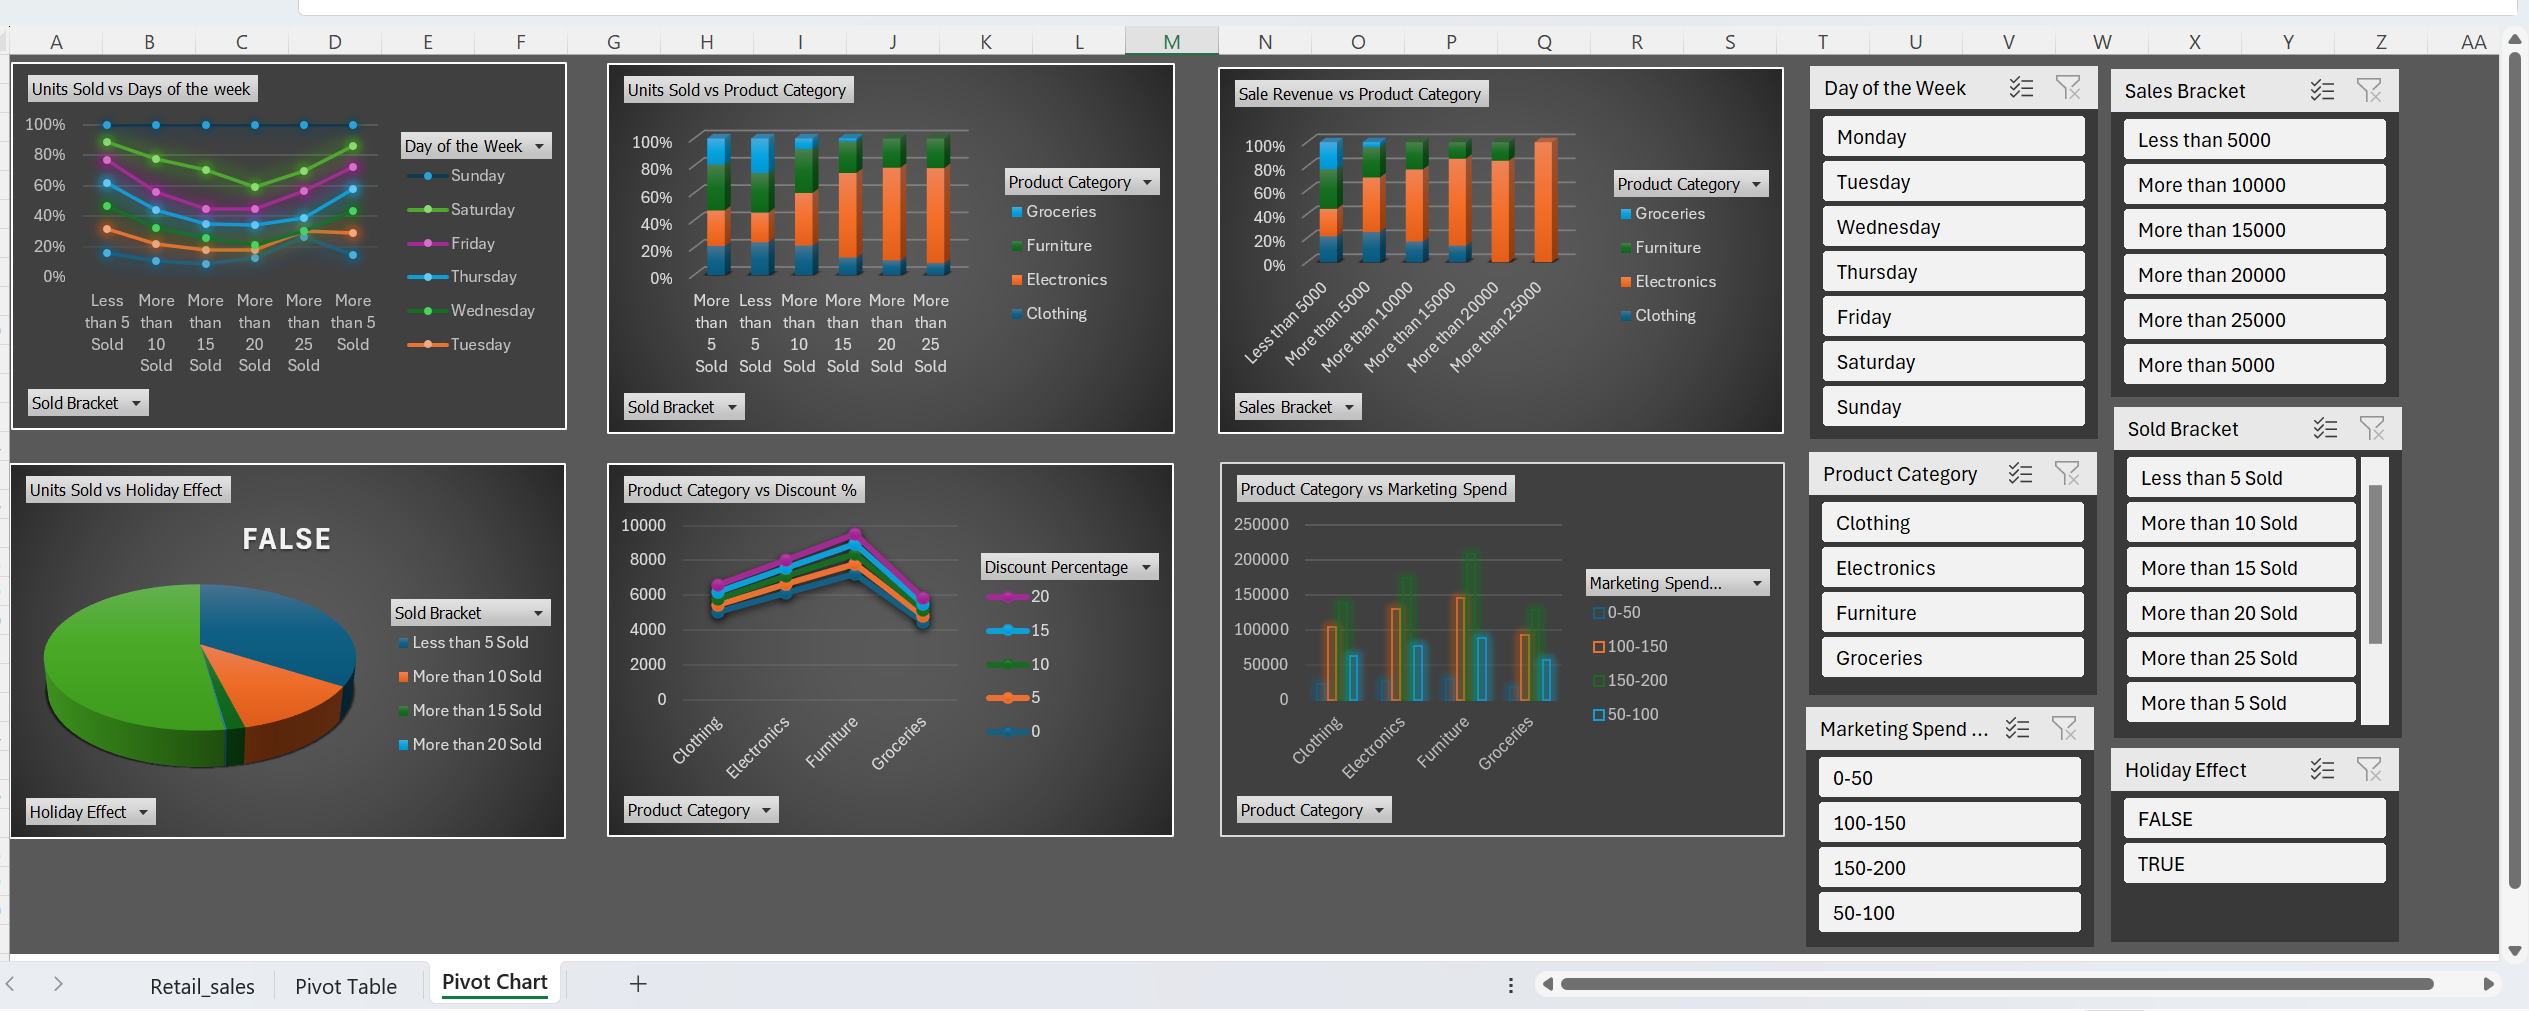 A B C D E F G H I J K L M N O P Q R S T U V W X Y Z AA
Units Sold vs Days of the week
100%
80%
60%
40%
20%
0%
Less than 5 Sold
More than 10 Sold
More than 15 Sold
More than 20 Sold
More than 25 Sold
More than 5 Sold
Day of the Week
Sunday
Saturday
Friday
Thursday
Wednesday
Tuesday
Sold Bracket
Units Sold vs Product Category
100%
80%
60%
40%
20%
0%
More than 5 Sold
Less than 5 Sold
More than 10 Sold
More than 15 Sold
More than 20 Sold
More than 25 Sold
Product Category
Groceries
Furniture
Electronics
Clothing
Sold Bracket
Sale Revenue vs Product Category
100%
80%
60%
40%
20%
0%
Less than 5000
More than 5000
More than 10000
More than 15000
More than 20000
More than 25000
Product Category
Groceries
Furniture
Electronics
Clothing
Sales Bracket
Units Sold vs Holiday Effect
FALSE
Sold Bracket
Less than 5 Sold
More than 10 Sold
More than 15 Sold
More than 20 Sold
Holiday Effect
Product Category vs Discount %
10000
8000
6000
4000
2000
0
Clothing
Electronics
Furniture
Groceries
Discount Percentage
20
15
10
5
0
Product Category
Product Category vs Marketing Spend
250000
200000
150000
100000
50000
0
Clothing
Electronics
Furniture
Groceries
Marketing Spend...
0-50
100-150
150-200
50-100
Product Category
Day of the Week
Monday
Tuesday
Wednesday
Thursday
Friday
Saturday
Sunday
Product Category
Clothing
Electronics
Furniture
Groceries
Marketing Spend ...
0-50
100-150
150-200
50-100
Sales Bracket
Less than 5000
More than 10000
More than 15000
More than 20000
More than 25000
More than 5000
Sold Bracket
Less than 5 Sold
More than 10 Sold
More than 15 Sold
More than 20 Sold
More than 25 Sold
More than 5 Sold
Holiday Effect
FALSE
TRUE
Retail_sales
Pivot Table
Pivot Chart